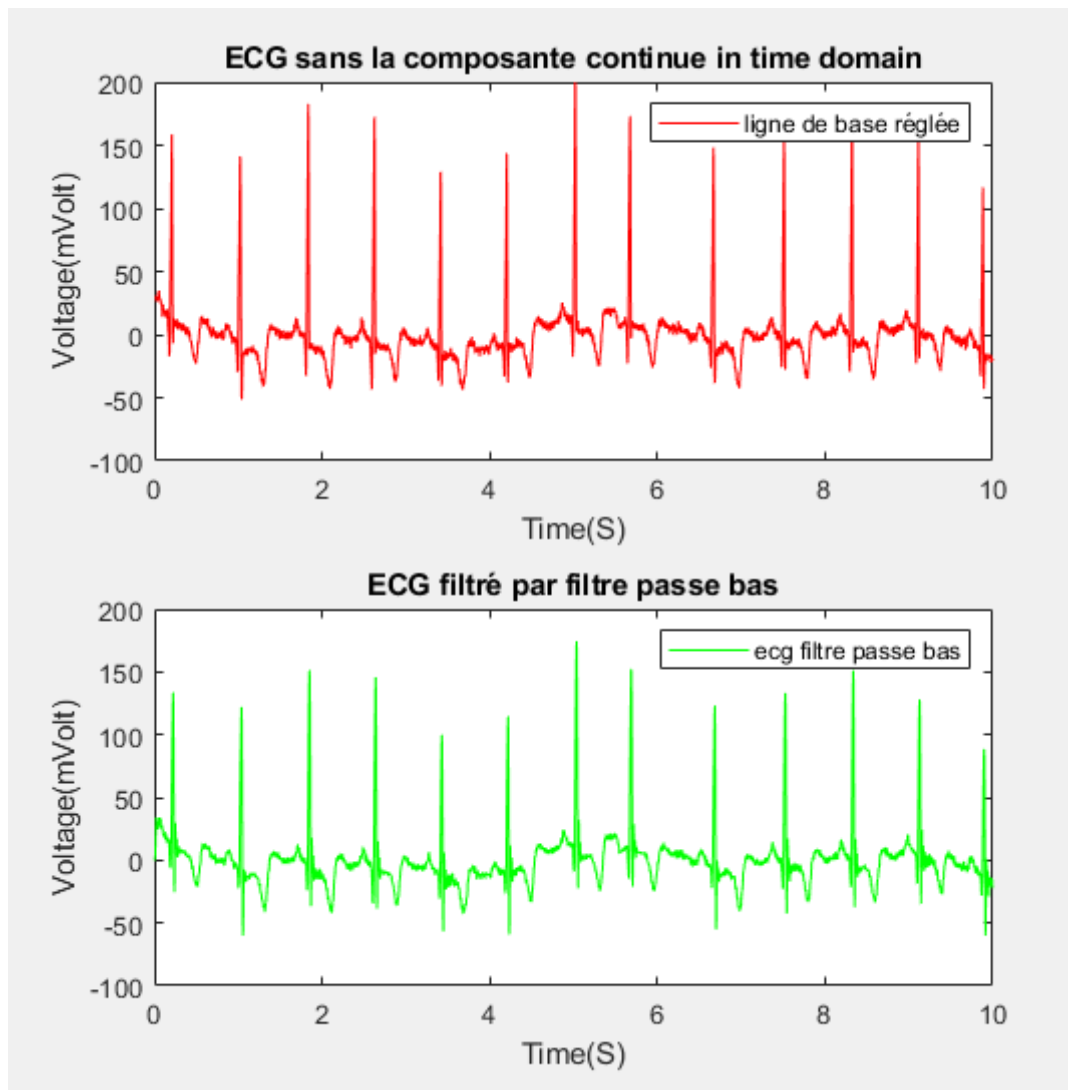 ECG sans la composante continue in time domain
200
150
100
50
0
-50
-100
Voltage(mVolt)
ligne de base réglée
0 2 4 6 8 10
Time(S)
ECG filtré par filtre passe bas
200
150
100
50
0
-50
-100
Voltage(mVolt)
ecg filtre passe bas
0 2 4 6 8 10
Time(S)